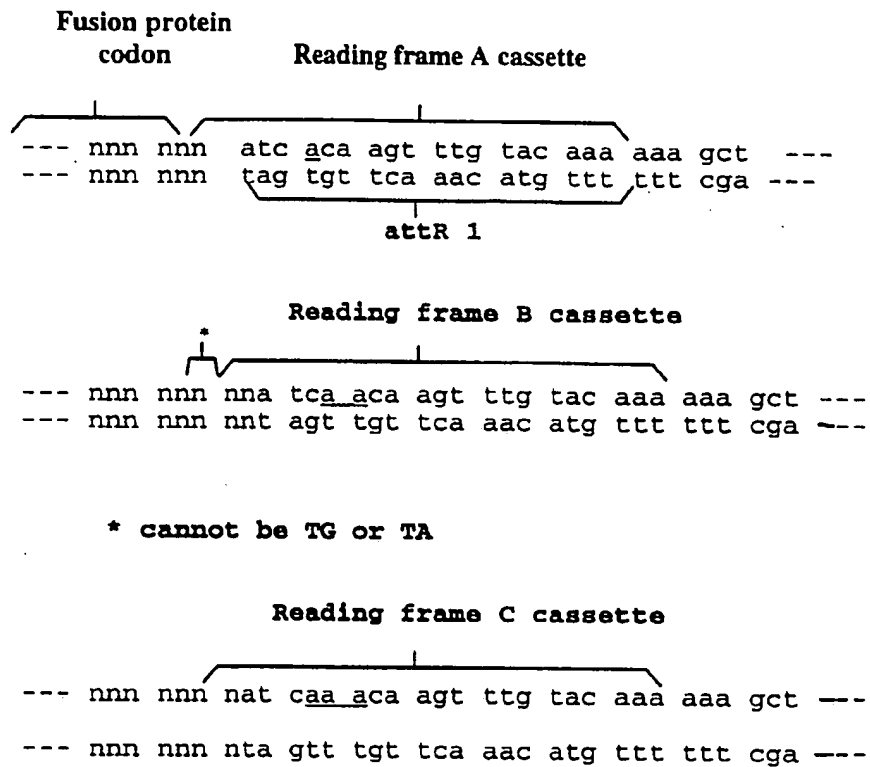 Fusion protein
codon
Reading frame A cassette
--- nnn nnn atc aca agt ttg tac aaa aaa gct ---
--- nnn nnn tag tgt tca aac atg ttt ttt cga ---
attR 1
Reading frame B cassette
*
--- nnn nnn nna tca aca agt ttg tac aaa aaa gct ---
--- nnn nnn nnt agt tgt tca aac atg ttt ttt cga ---
* cannot be TG or TA
Reading frame C cassette
--- nnn nnn nat caa aca agt ttg tac aaa aaa gct ---
--- nnn nnn nta gtt tgt tca aac atg ttt ttt cga ---